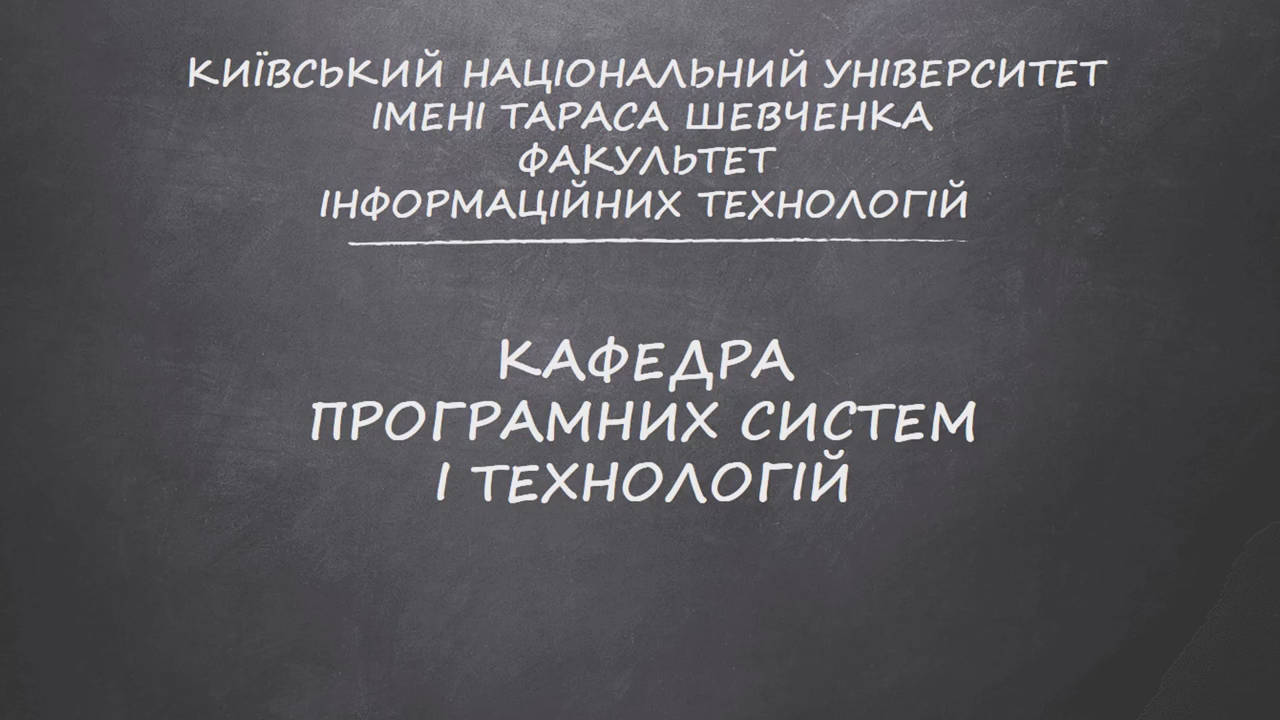 КИЇВСЬКИЙ НАЦІОНАЛЬНИЙ УНІВЕРСИТЕТ
ІМЕНІ ТАРАСА ШЕВЧЕНКА
ФАКУЛЬТЕТ
ІНФОРМАЦІЙНИХ ТЕХНОЛОГІЙ
КАФЕДРА
ПРОГРАМНИХ СИСТЕМ
І ТЕХНОЛОГІЙ